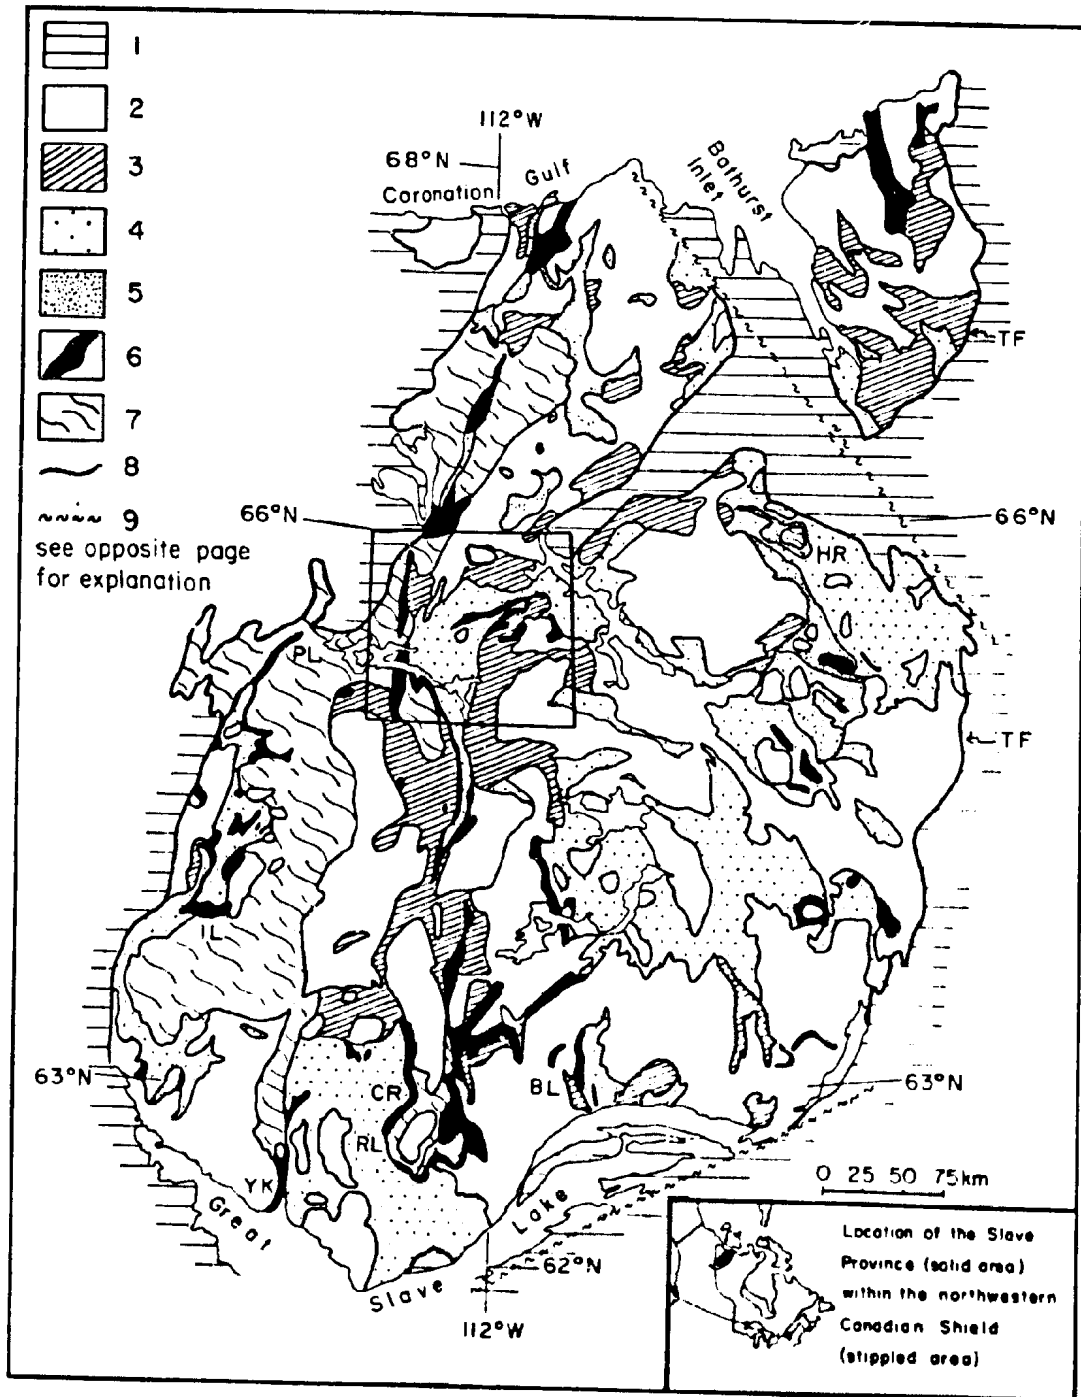 1
2
3
4
5
6
7
8
9
see opposite page
for explanation
112°W
68°N
Coronation
Gulf
Bathurst
Inlet
TF
66°N
66°N
HR
PL
TF
IL
63°N
CR
BL
63°N
RL
YK
Great
Slave
Lake
0 25 50 75km
62°N
112°W
Location of the Slave
Province (solid area)
within the northwestern
Canadian Shield
(stippled area)